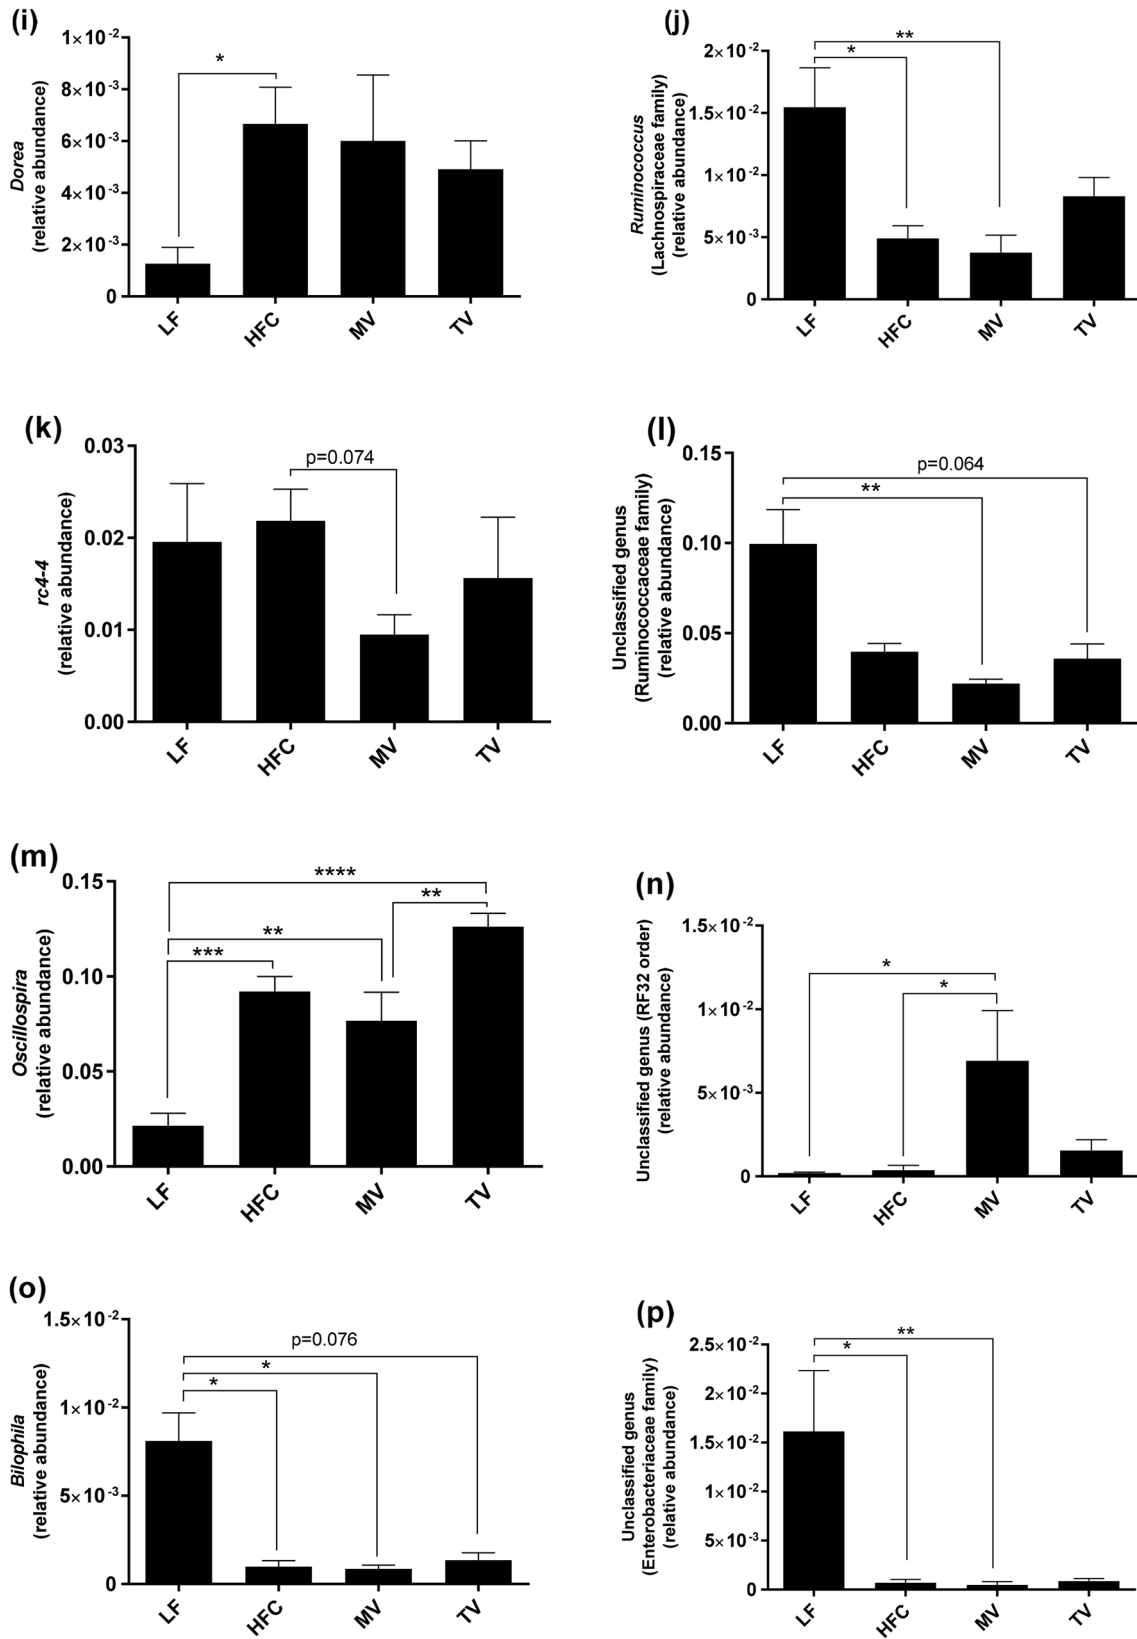 (i)
Dorea
(relative abundance)
1×10⁻²
8×10⁻³
6×10⁻³
4×10⁻³
2×10⁻³
0
*
LF
HFC
MV
TV
(j)
Ruminococcus
(Lachnospiraceae family)
(relative abundance)
2×10⁻²
1.5×10⁻²
1×10⁻²
5×10⁻³
0
**
*
LF
HFC
MV
TV
(k)
rc4-4
(relative abundance)
0.03
0.02
0.01
0.00
p=0.074
LF
HFC
MV
TV
(l)
Unclassified genus
(Ruminococcaceae family)
(relative abundance)
0.15
0.10
0.05
0.00
p=0.064
**
LF
HFC
MV
TV
(m)
Oscillospira
(relative abundance)
0.15
0.10
0.05
0.00
****
**
**
***
LF
HFC
MV
TV
(n)
Unclassified genus (RF32 order)
(relative abundance)
1.5×10⁻²
1×10⁻²
5×10⁻³
0
*
*
LF
HFC
MV
TV
(o)
Bilophila
(relative abundance)
1.5×10⁻²
1×10⁻²
5×10⁻³
0
p=0.076
*
*
LF
HFC
MV
TV
(p)
Unclassified genus
(Enterobacteriaceae family)
(relative abundance)
2.5×10⁻²
2×10⁻²
1.5×10⁻²
1×10⁻²
5×10⁻³
0
**
*
LF
HFC
MV
TV